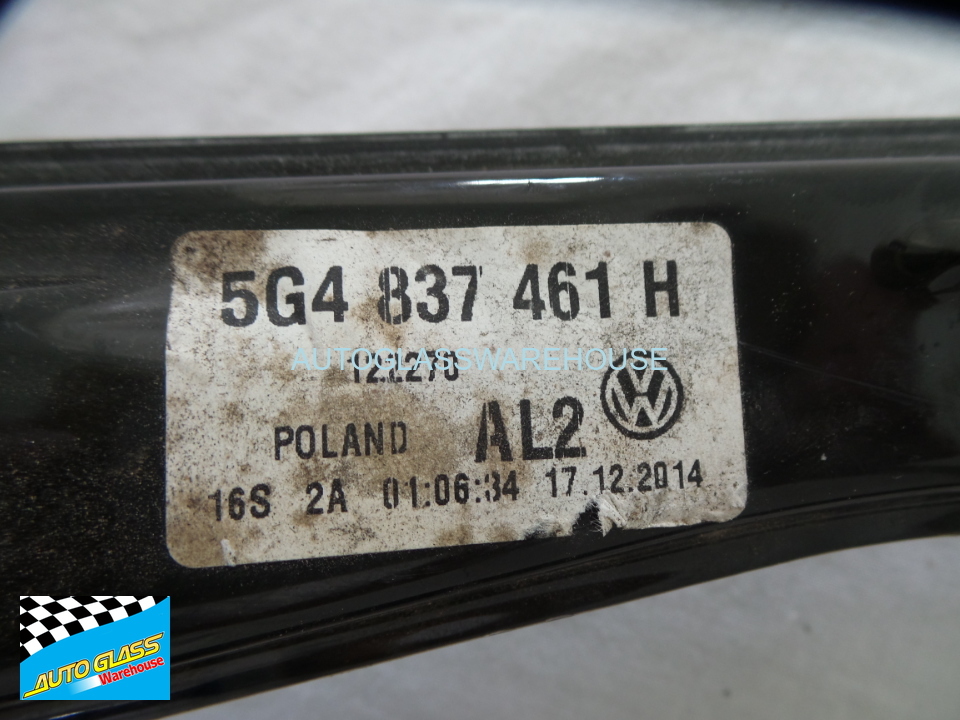 5G4 837 461 H
AUTOGLASSWAREHOUSE
POLAND AL2
16S 2A 01:06:34 17.12.2014
AUTO GLASS
Warehouse